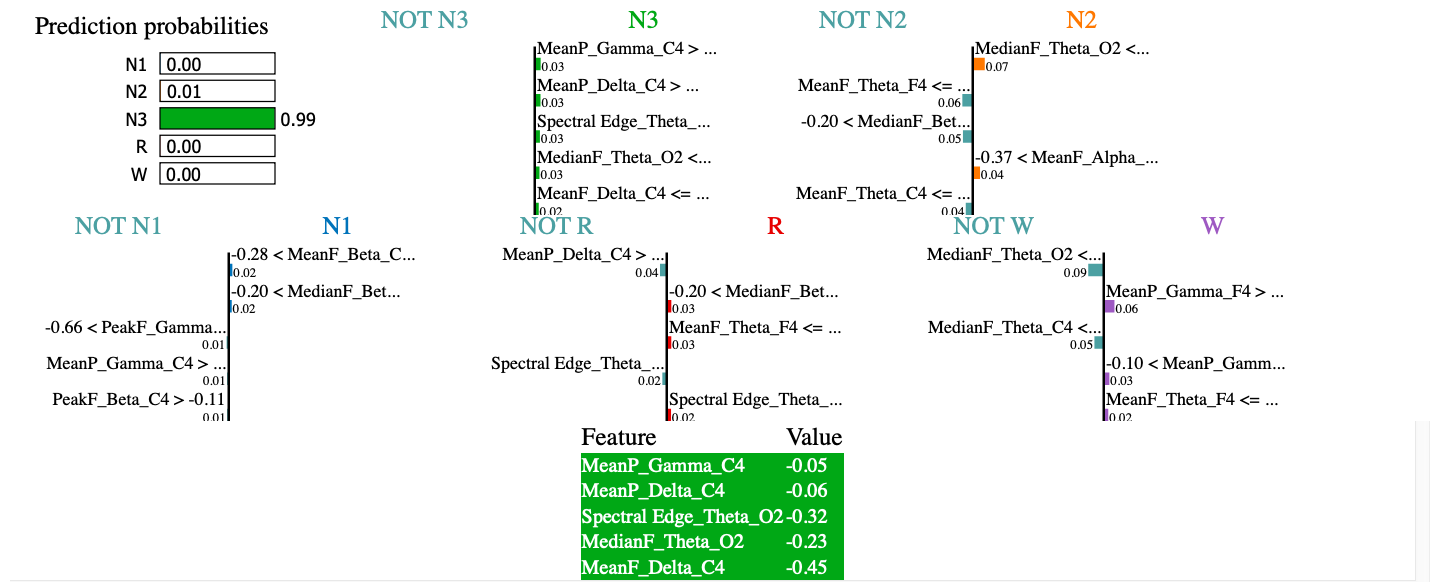 Prediction probabilities
N1 0.00
N2 0.01
N3 0.99
R 0.00
W 0.00
NOT N3 N3
MeanP_Gamma_C4 > ...
0.03
MeanP_Delta_C4 > ...
0.03
Spectral Edge_Theta_...
0.03
MedianF_Theta_O2 <...
0.03
MeanF_Delta_C4 <= ...
0.02
NOT N2 N2
MedianF_Theta_O2 <...
0.07
MeanF_Theta_F4 <= ...
0.06
-0.20 < MedianF_Bet...
0.05
-0.37 < MeanF_Alpha_...
0.04
MeanF_Theta_C4 <= ...
0.04
NOT N1 N1
-0.28 < MeanF_Beta_C...
0.02
-0.20 < MedianF_Bet...
0.02
-0.66 < PeakF_Gamma...
0.01
MeanP_Gamma_C4 > ...
0.01
PeakF_Beta_C4 > -0.11
0.01
NOT R R
MeanP_Delta_C4 > ...
0.04
-0.20 < MedianF_Bet...
0.03
MeanF_Theta_F4 <= ...
0.03
Spectral Edge_Theta_...
0.02
Spectral Edge_Theta_...
0.02
NOT W W
MedianF_Theta_O2 <...
0.09
MeanP_Gamma_F4 > ...
0.06
MedianF_Theta_C4 <...
0.05
-0.10 < MeanP_Gamm...
0.03
MeanF_Theta_F4 <= ...
0.02
Feature Value
MeanP_Gamma_C4 -0.05
MeanP_Delta_C4 -0.06
Spectral Edge_Theta_O2 -0.32
MedianF_Theta_O2 -0.23
MeanF_Delta_C4 -0.45